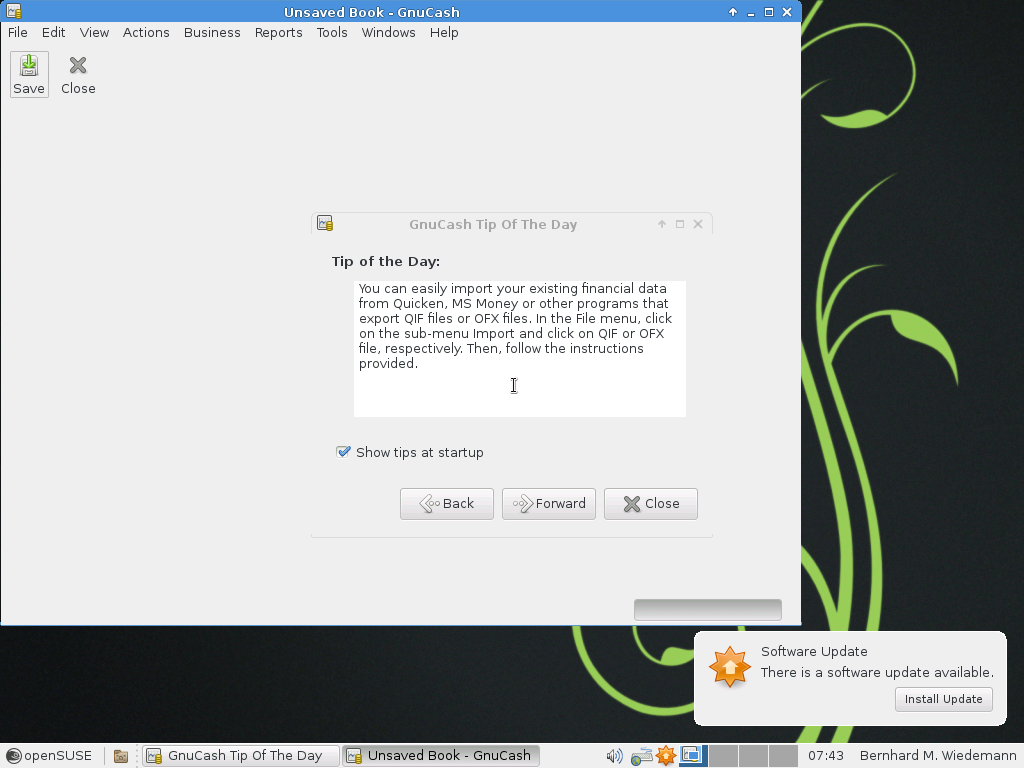 Unsaved Book - GnuCash
File Edit View Actions Business Reports Tools Windows Help
Save Close
GnuCash Tip Of The Day
Tip of the Day:
You can easily import your existing financial data
from Quicken, MS Money or other programs that
export QIF files or OFX files. In the File menu, click
on the sub-menu Import and click on QIF or OFX
file, respectively. Then, follow the instructions
provided.
Show tips at startup
Back Forward Close
Software Update
There is a software update available.
Install Update
openSUSE GnuCash Tip Of The Day Unsaved Book - GnuCash 07:43 Bernhard M. Wiedemann